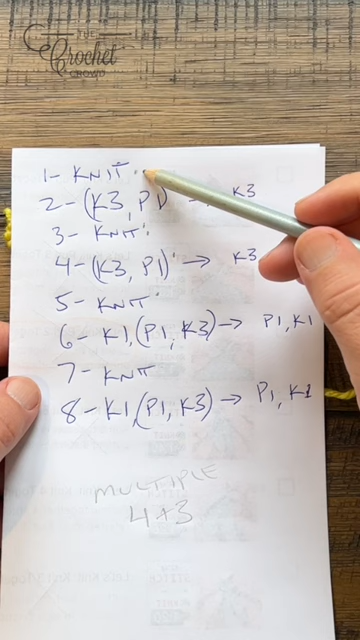 THE
Crochet
CROWD
1- KNIT
2- (K3, P1) → K3
3- KNIT
4- (K3, P1) → K3
5- KNIT
6- K1, (P1, K3) → P1, K1
7- KNIT
8- K1, (P1, K3) → P1, K1
MULTIPLE
4+3